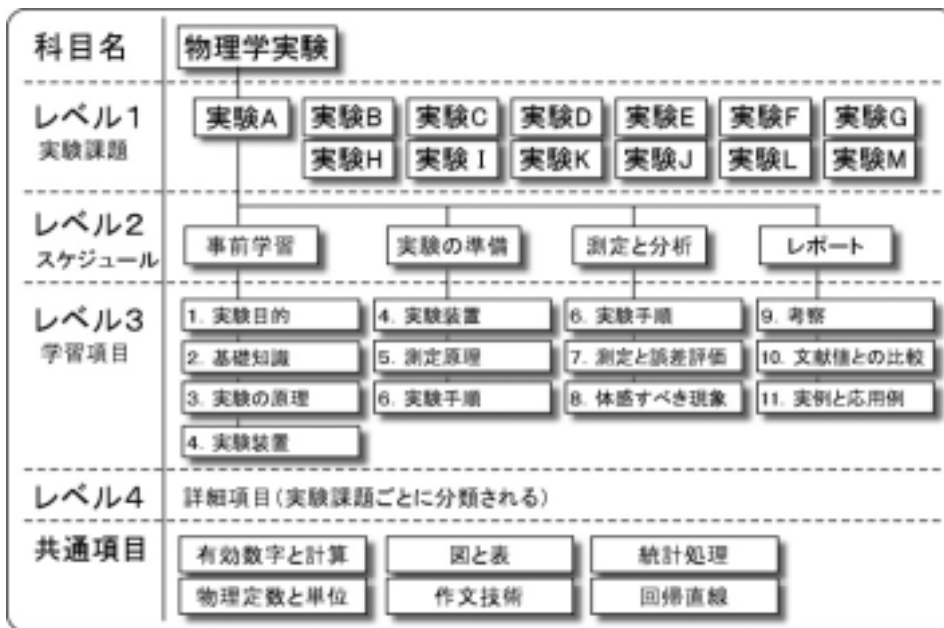 科目名
物理学実験
レベル1
実験課題
実験A 実験B 実験C 実験D 実験E 実験F 実験G
実験H 実験I 実験K 実験J 実験L 実験M
レベル2
スケジュール
事前学習 実験の準備 測定と分析 レポート
レベル3
学習項目
1. 実験目的 4. 実験装置 6. 実験手順 9. 考察
2. 基礎知識 5. 測定原理 7. 測定と誤差評価 10. 文献値との比較
3. 実験の原理 6. 実験手順 8. 体感すべき現象 11. 実例と応用例
4. 実験装置
レベル4
詳細項目(実験課題ごとに分類される)
共通項目
有効数字と計算 図と表 統計処理
物理定数と単位 作文技術 回帰直線